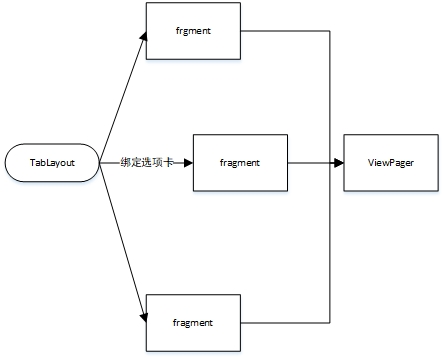 frgment
TabLayout
绑定选项卡
fragment
ViewPager
fragment